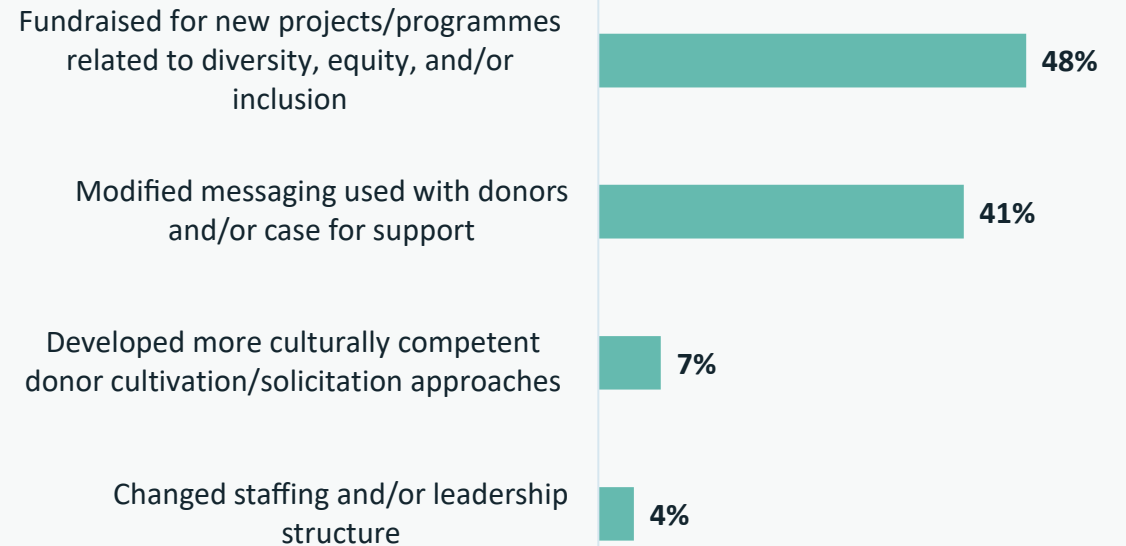 Fundraised for new projects/programmes
related to diversity, equity, and/or
inclusion
48%
Modified messaging used with donors
and/or case for support
41%
Developed more culturally competent
donor cultivation/solicitation approaches
7%
Changed staffing and/or leadership
structure
4%